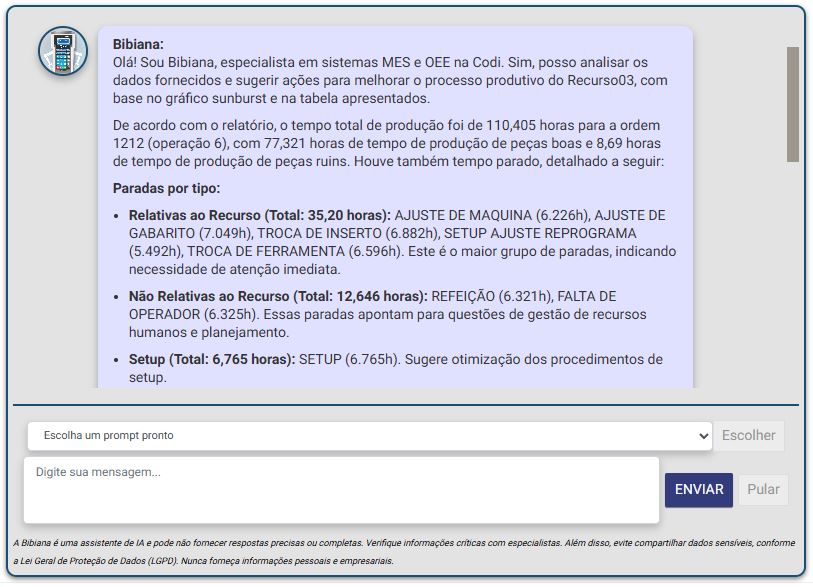 Bibiana:
Olá! Sou Bibiana, especialista em sistemas MES e OEE na Codi. Sim, posso analisar os
dados fornecidos e sugerir ações para melhorar o processo produtivo do Recurso03, com
base no gráfico sunburst e na tabela apresentados.
De acordo com o relatório, o tempo total de produção foi de 110,405 horas para a ordem
1212 (operação 6), com 77,321 horas de tempo de produção de peças boas e 8,69 horas
de tempo de produção de peças ruins. Houve também tempo parado, detalhado a seguir:
Paradas por tipo:
• Relativas ao Recurso (Total: 35,20 horas): AJUSTE DE MAQUINA (6.226h), AJUSTE DE
GABARITO (7.049h), TROCA DE INSERTO (6.882h), SETUP AJUSTE REPROGRAMA
(5.492h), TROCA DE FERRAMENTA (6.596h). Este é o maior grupo de paradas, indicando
necessidade de atenção imediata.
• Não Relativas ao Recurso (Total: 12,646 horas): REFEIÇÃO (6.321h), FALTA DE
OPERADOR (6.325h). Essas paradas apontam para questões de gestão de recursos
humanos e planejamento.
• Setup (Total: 6,765 horas): SETUP (6.765h). Sugere otimização dos procedimentos de
setup.
Escolha um prompt pronto
Escolher
Digite sua mensagem...
ENVIAR
Pular
A Bibiana é uma assistente de IA e pode não fornecer respostas precisas ou completas. Verifique informações críticas com especialistas. Além disso, evite compartilhar dados sensíveis, conforme
a Lei Geral de Proteção de Dados (LGPD). Nunca forneça informações pessoais e empresariais.